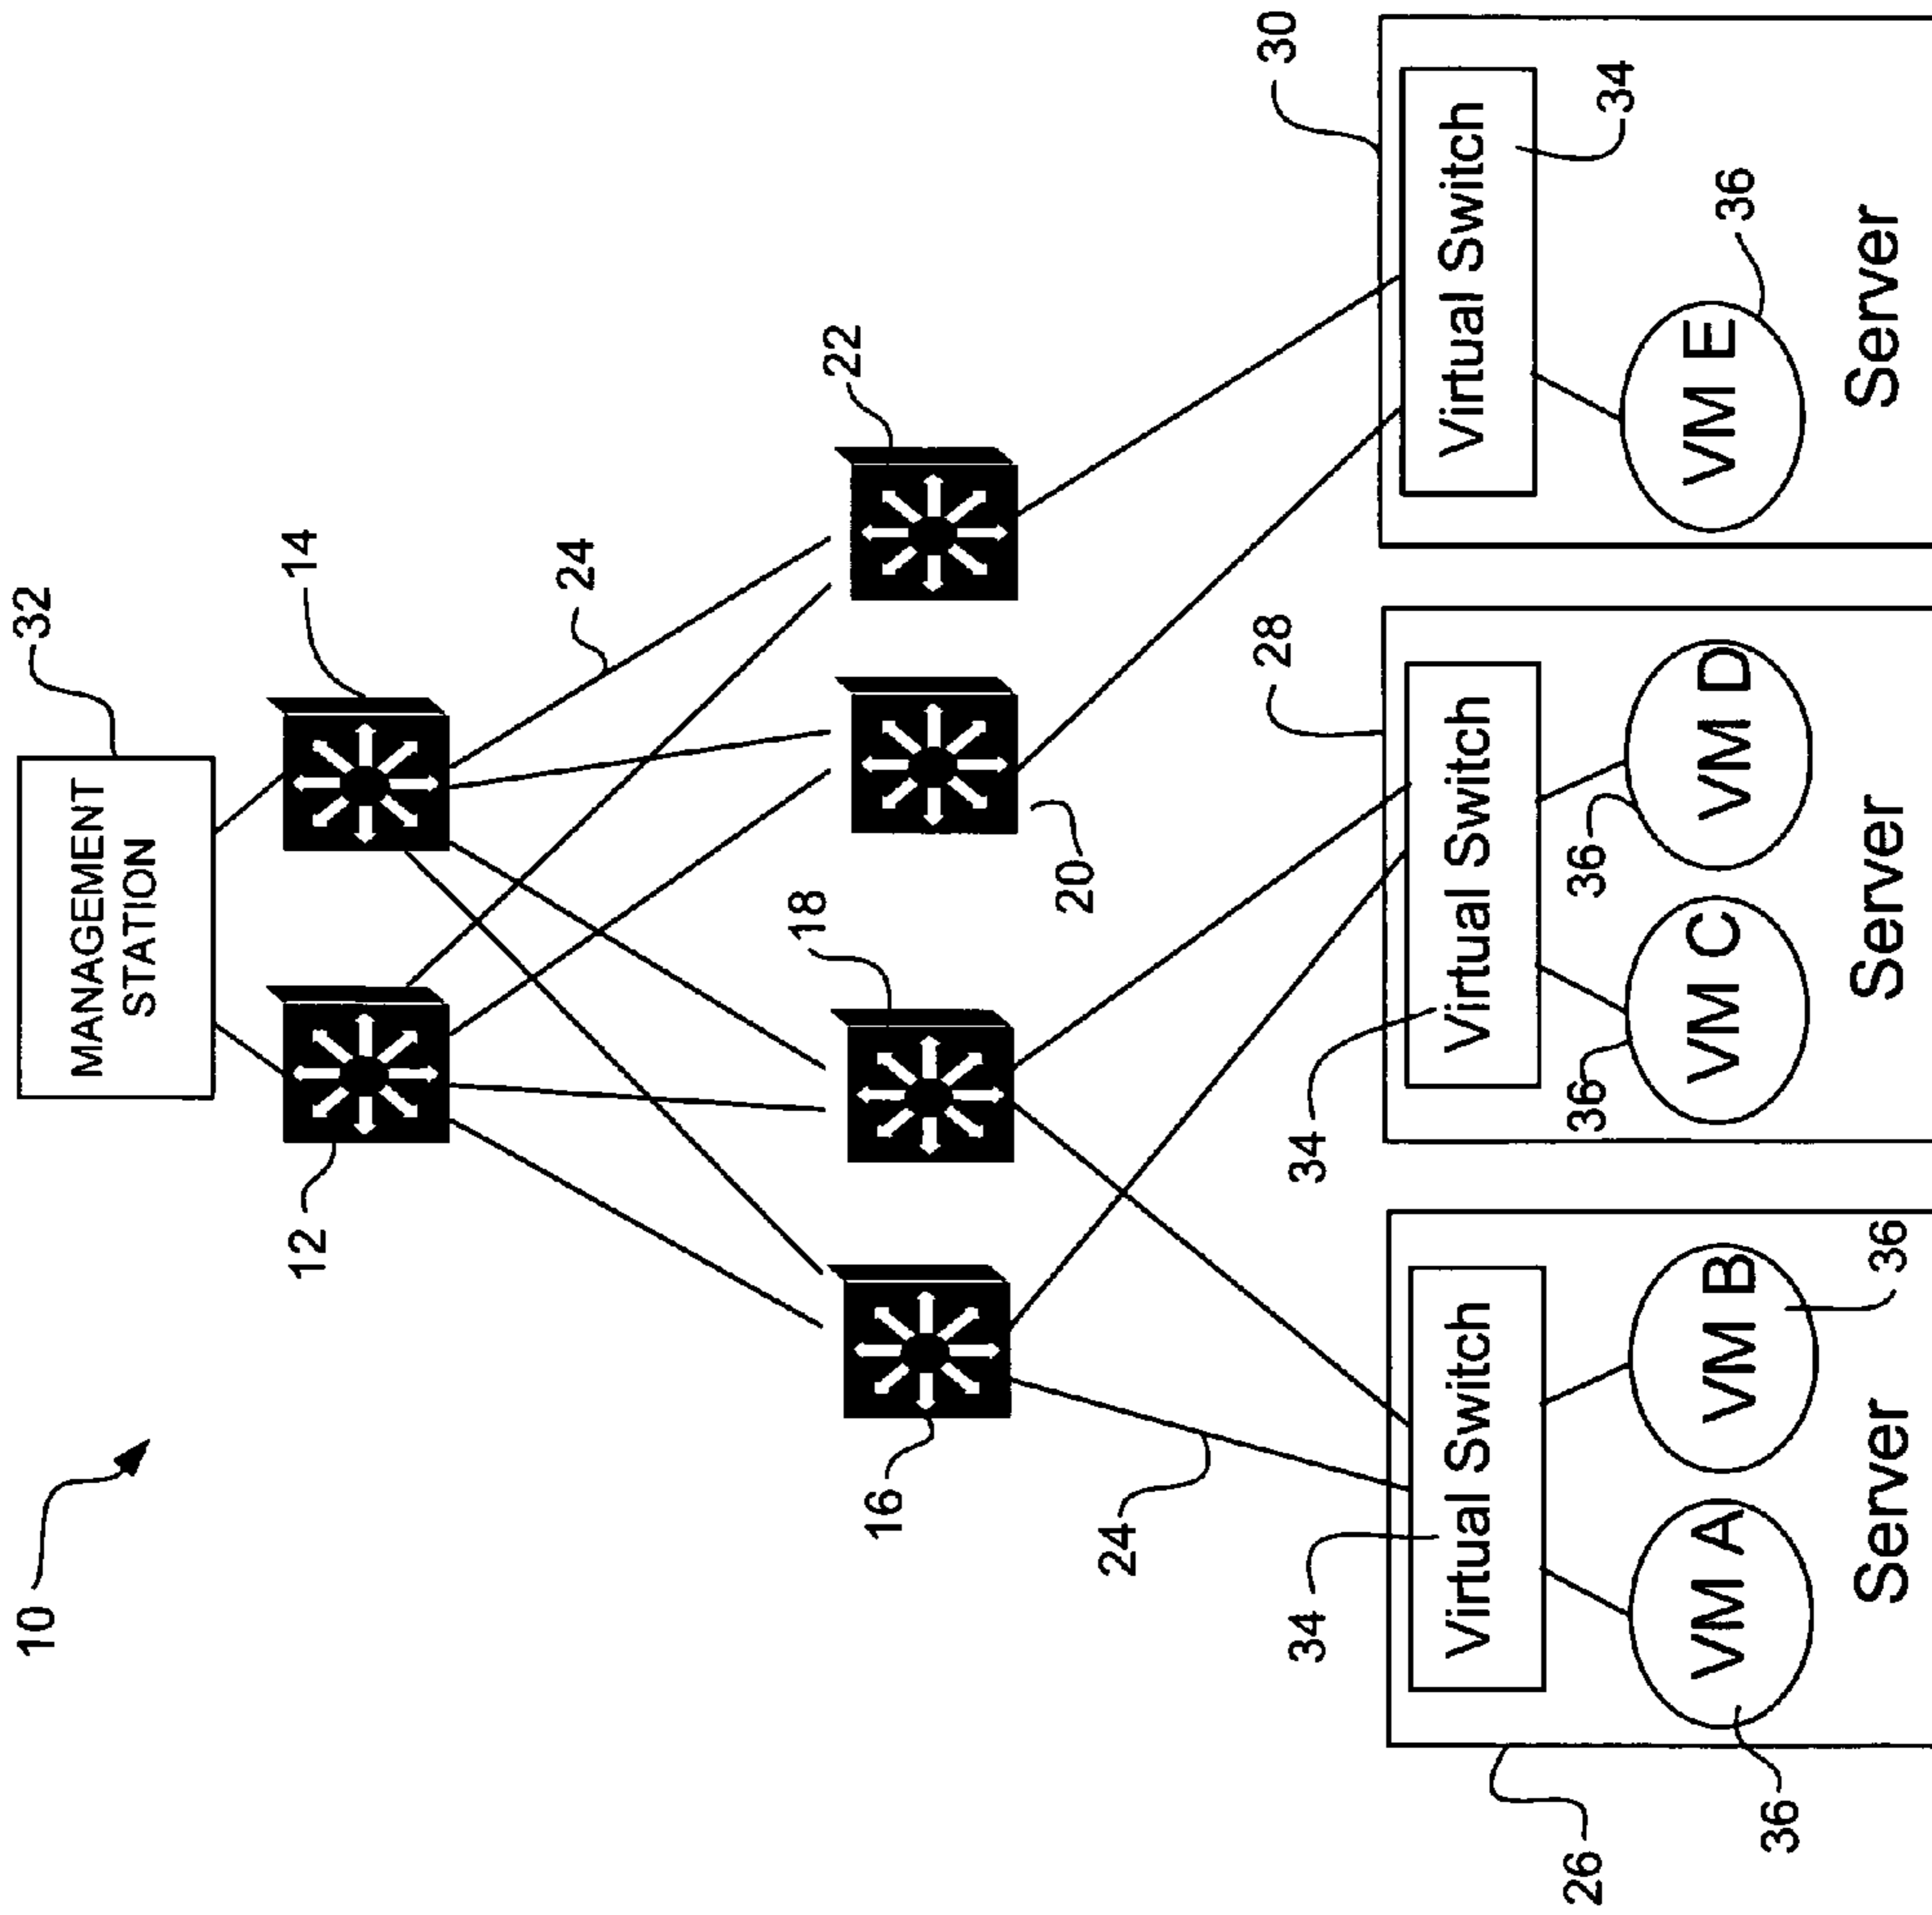 10
MANAGEMENT
STATION
32
12
14
24
16
18
20
22
24
26
34
Virtual Switch
VM A
VM B
36
36
Server
28
34
Virtual Switch
VM C
VM D
36
36
Server
30
Virtual Switch
34
VM E
36
Server